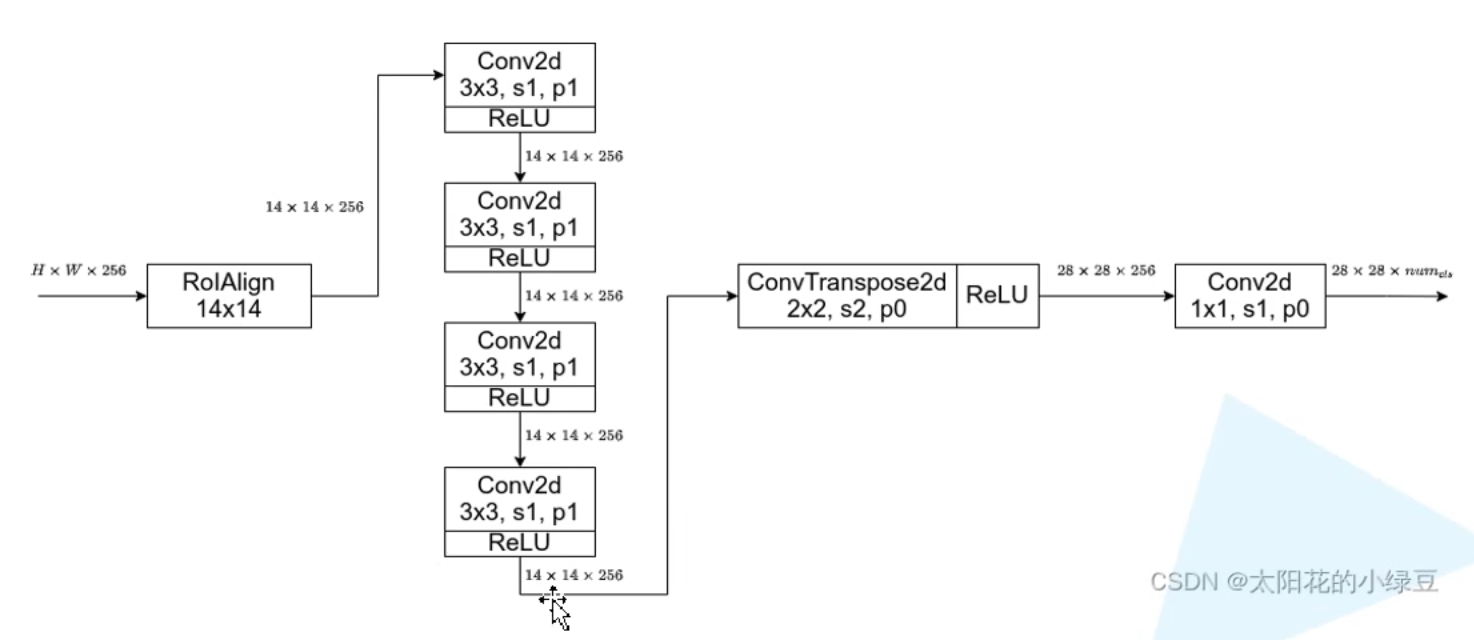 H × W × 256
RoIAlign
14x14
14 × 14 × 256
Conv2d
3x3, s1, p1
ReLU
14 × 14 × 256
Conv2d
3x3, s1, p1
ReLU
14 × 14 × 256
Conv2d
3x3, s1, p1
ReLU
14 × 14 × 256
Conv2d
3x3, s1, p1
ReLU
14 × 14 × 256
ConvTranspose2d
2x2, s2, p0
ReLU
28 × 28 × 256
Conv2d
1x1, s1, p0
28 × 28 × num_cls
CSDN @太阳花的小绿豆